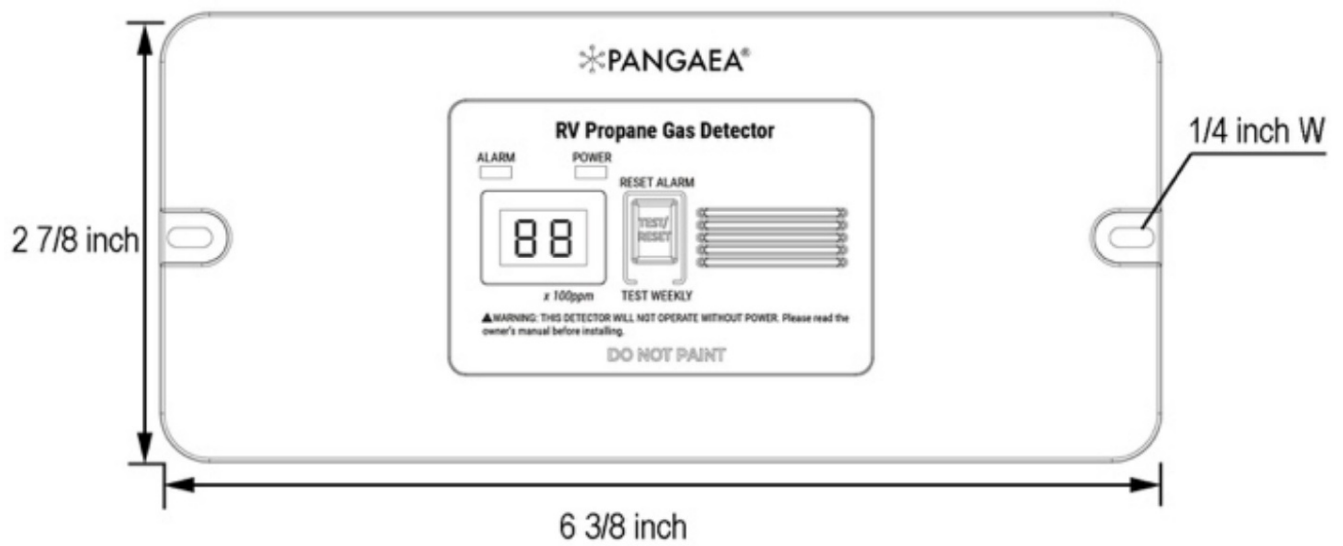 PANGAEA®
RV Propane Gas Detector
ALARM
POWER
RESET ALARM
TEST/
RESET
88
x 100ppm
TEST WEEKLY
▲WARNING: THIS DETECTOR WILL NOT OPERATE WITHOUT POWER. Please read the
owner's manual before installing.
DO NOT PAINT
1/4 inch W
2 7/8 inch
6 3/8 inch